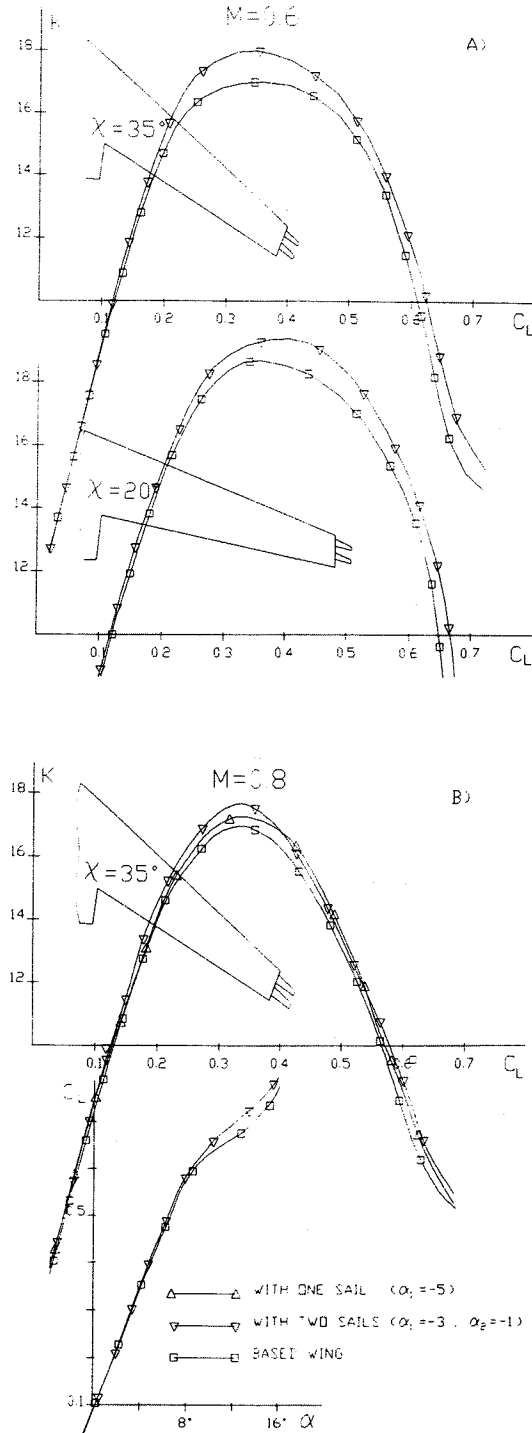 K
M=0.6
A)
18
16
14
12
χ=35°
0.1 0.2 0.3 0.4 0.5 0.6 0.7
C_L
18
16
14
12
χ=20°
0.1 0.2 0.3 0.4 0.5 0.6 0.7
C_L
K
M=0.8
B)
18
16
14
12
χ=35°
0.1 0.2 0.3 0.4 0.5 0.6 0.7
C_L
C_L
0.5
WITH ONE SAIL (α₁=-5)
WITH TWO SAILS (α₁=-3 , α₂=-1)
BASED WING
0.1
8° 16° α